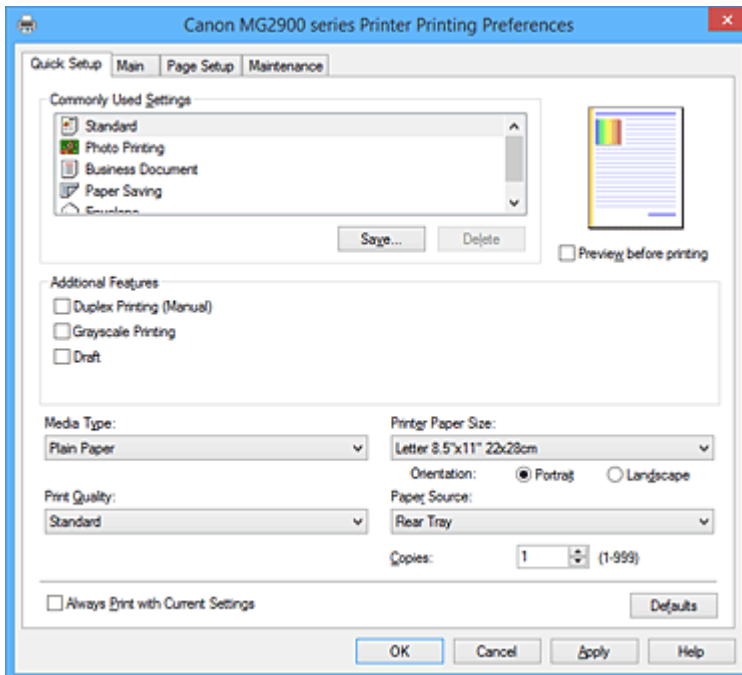 Canon MG2900 series Printer Printing Preferences
Quick Setup Main Page Setup Maintenance
Commonly Used Settings
Standard
Photo Printing
Business Document
Paper Saving
Envelope
Save... Delete
Preview before printing
Additional Features
Duplex Printing (Manual)
Grayscale Printing
Draft
Media Type:
Plain Paper
Printer Paper Size:
Letter 8.5"x11" 22x28cm
Orientation: Portrait Landscape
Print Quality:
Standard
Paper Source:
Rear Tray
Copies: 1 (1-999)
Always Print with Current Settings
Defaults
OK Cancel Apply Help